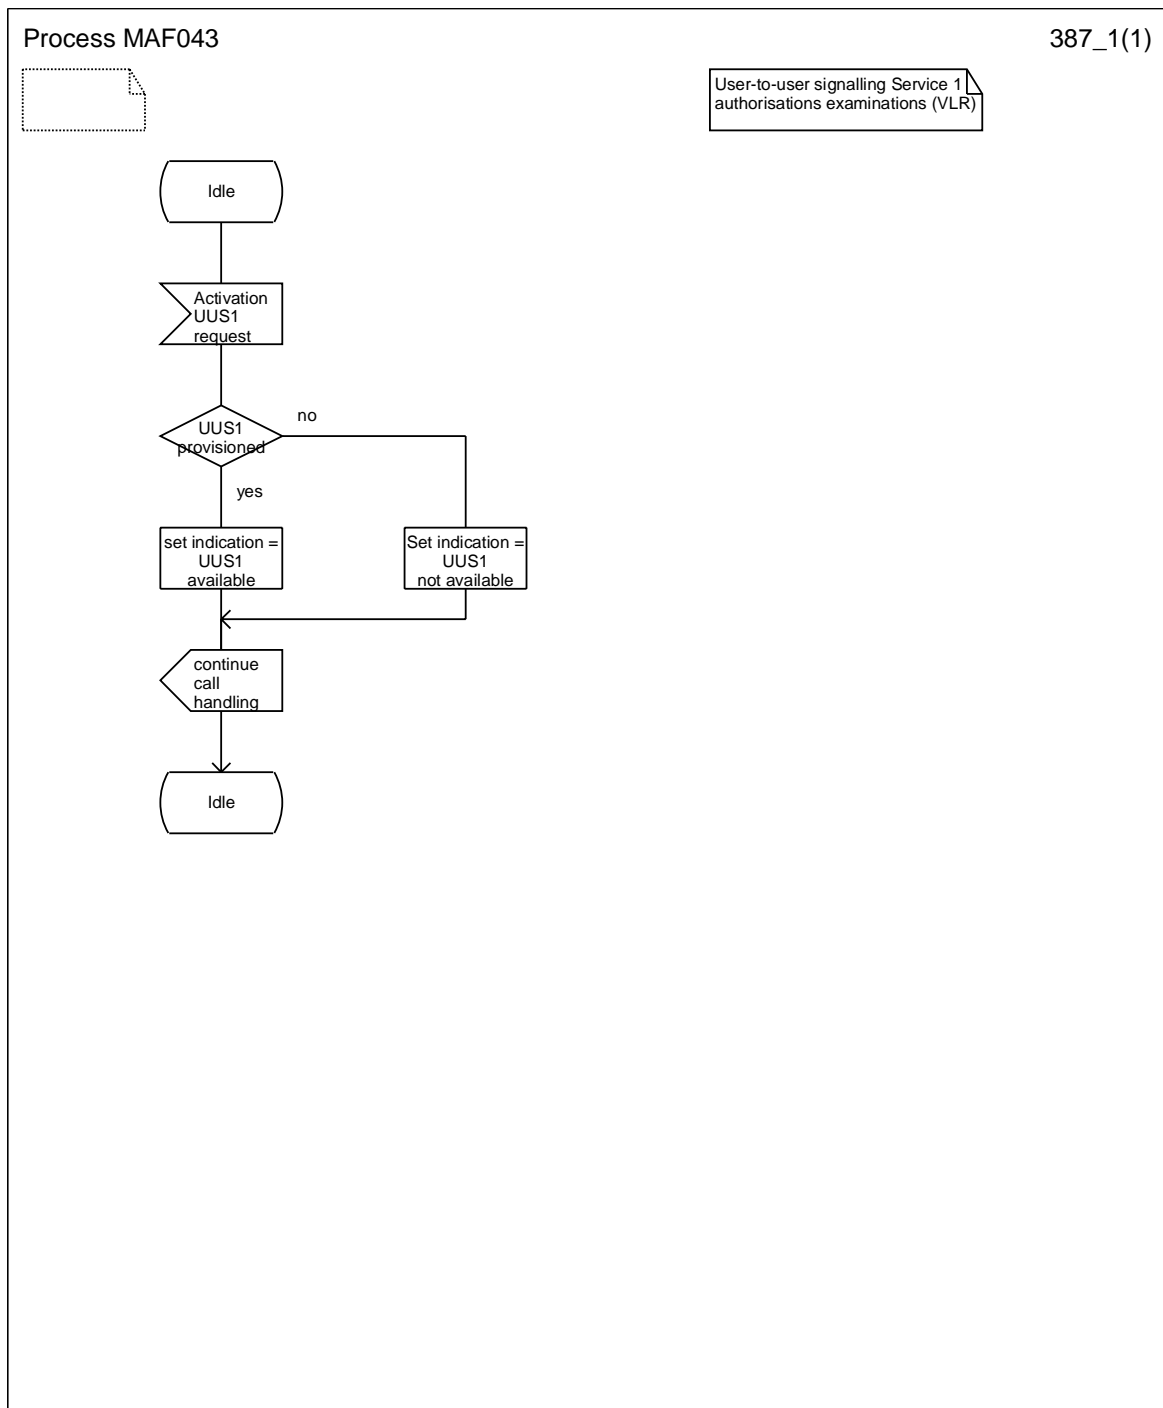 Process MAF043
387_1(1)
User-to-user signalling Service 1
authorisations examinations (VLR)
Idle
Activation
UUS1
request
UUS1
provisioned
no
yes
set indication =
UUS1
available
Set indication =
UUS1
not available
continue
call
handling
Idle